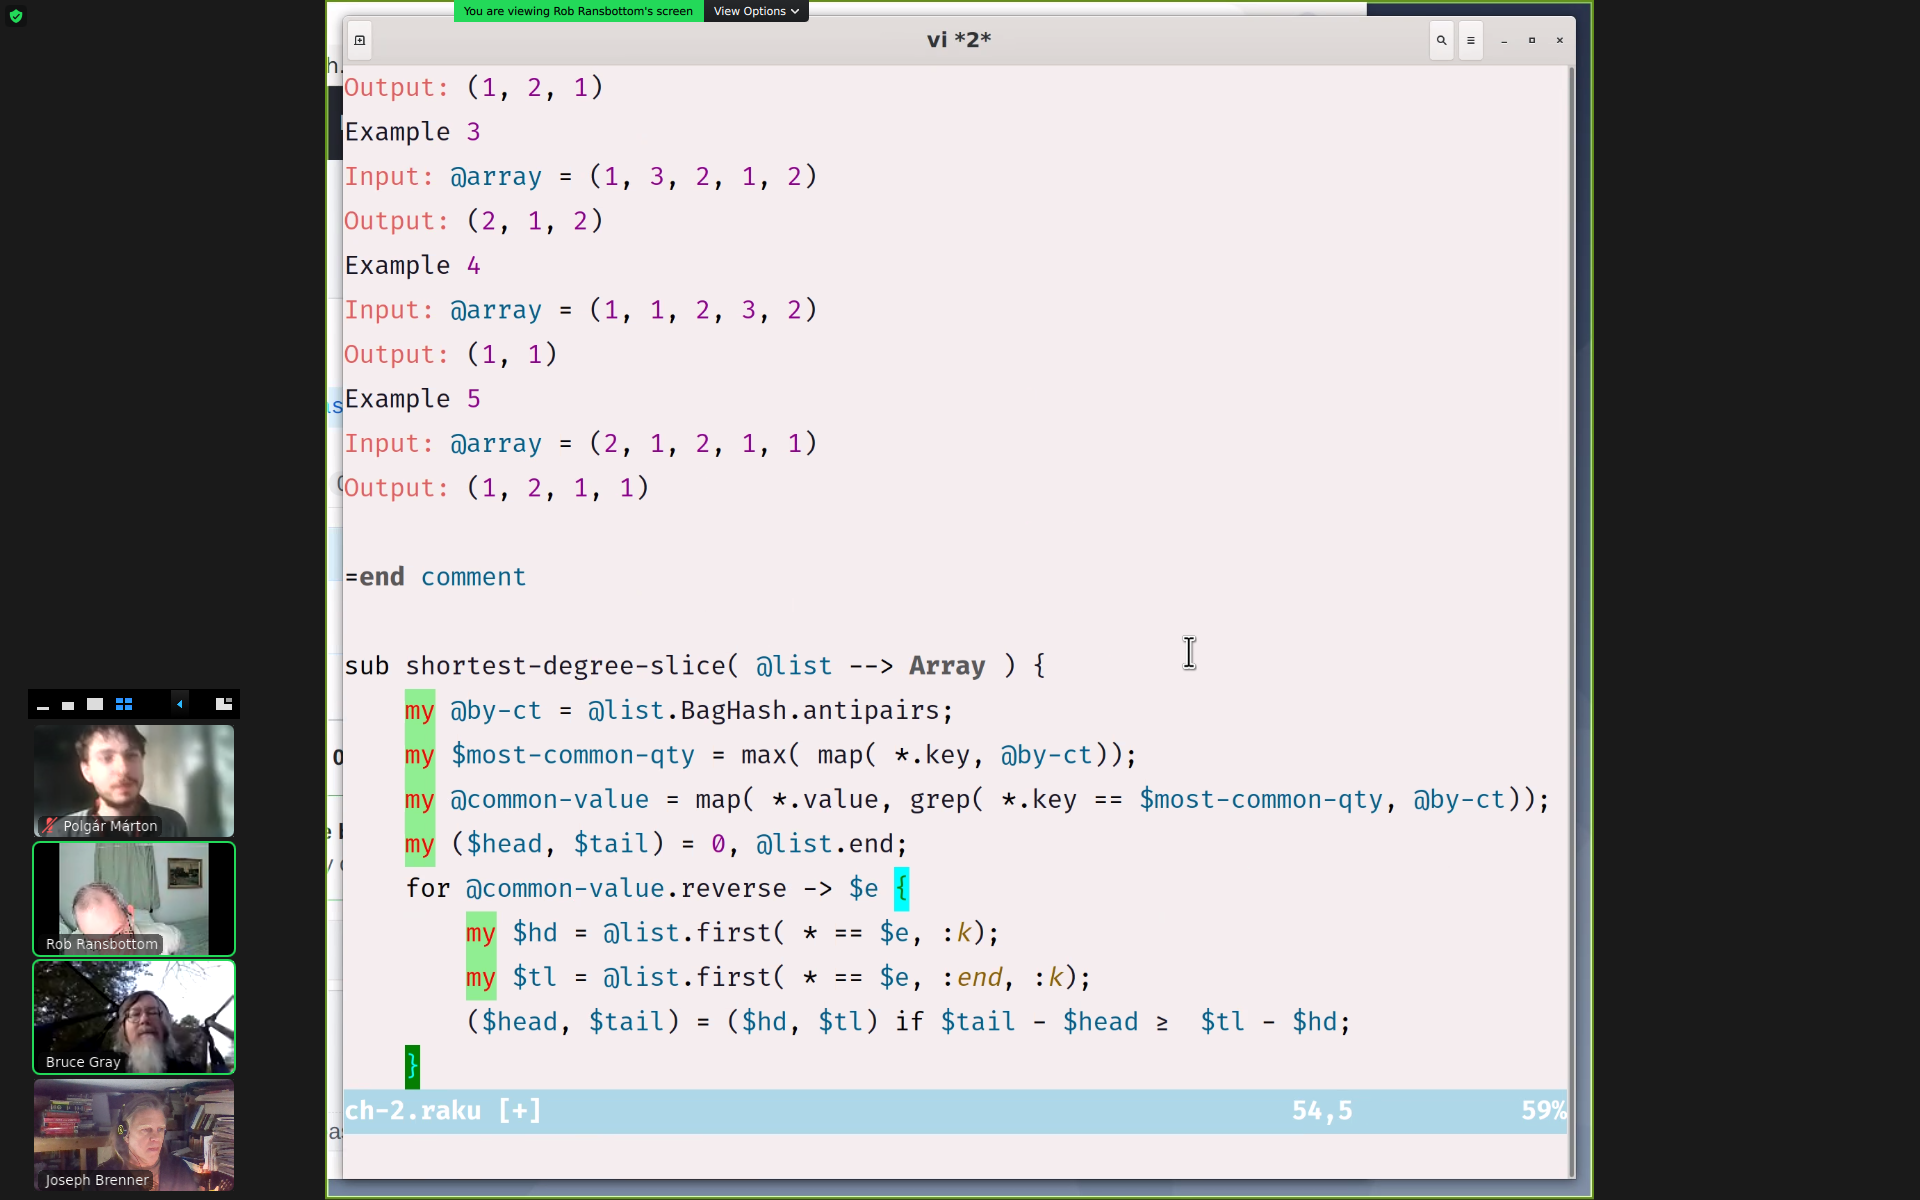 You are viewing Rob Ransbottom's screen
View Options
vi *2*
Output: (1, 2, 1)
Example 3
Input: @array = (1, 3, 2, 1, 2)
Output: (2, 1, 2)
Example 4
Input: @array = (1, 1, 2, 3, 2)
Output: (1, 1)
Example 5
Input: @array = (2, 1, 2, 1, 1)
Output: (1, 2, 1, 1)
=end comment
sub shortest-degree-slice( @list --> Array ) {
my @by-ct = @list.BagHash.antipairs;
my $most-common-qty = max( map( *.key, @by-ct));
my @common-value = map( *.value, grep( *.key == $most-common-qty, @by-ct));
my ($head, $tail) = 0, @list.end;
for @common-value.reverse -> $e {
my $hd = @list.first( * == $e, :k);
my $tl = @list.first( * == $e, :end, :k);
($head, $tail) = ($hd, $tl) if $tail - $head ≥  $tl - $hd;
}
ch-2.raku [+] 54,5 59%
Polgár Márton
Rob Ransbottom
Bruce Gray
Joseph Brenner